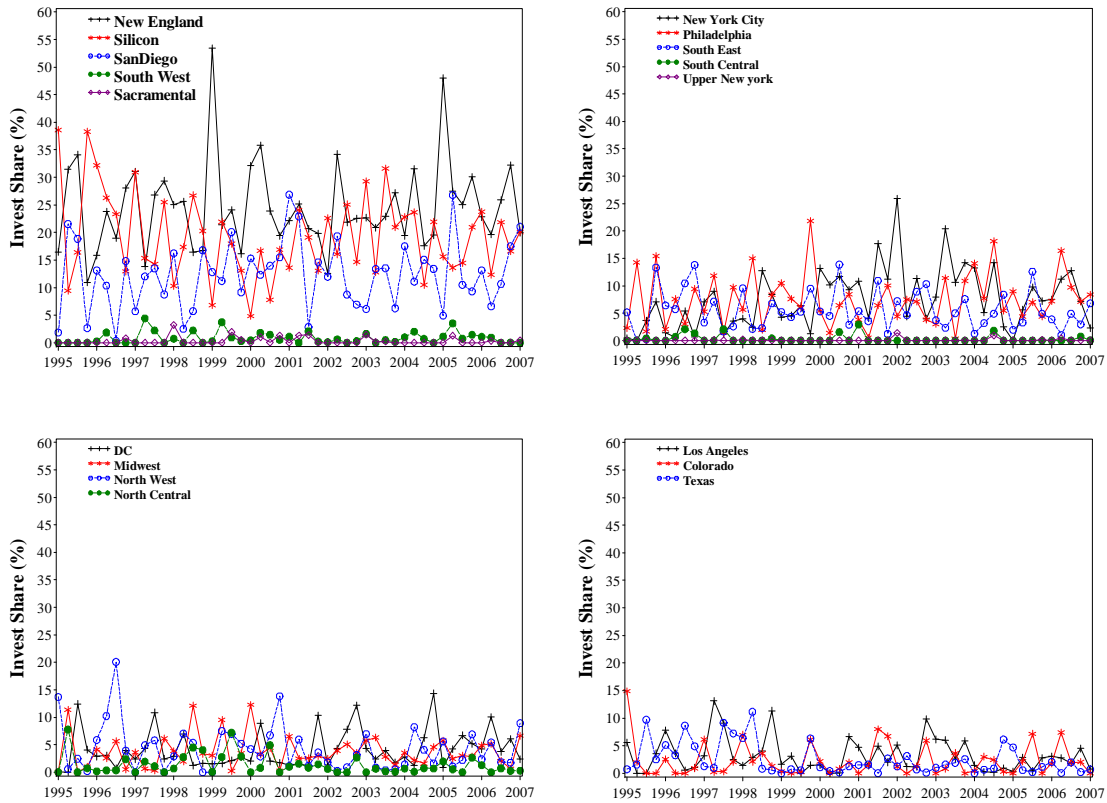 60
55
50
45
40
35
30
25
20
15
10
5
0
Invest Share (%)
New England
Silicon
SanDiego
South West
Sacramental
1995 1996 1997 1998 1999 2000 2001 2002 2003 2004 2005 2006 2007
60
55
50
45
40
35
30
25
20
15
10
5
0
Invest Share (%)
New York City
Philadelphia
South East
South Central
Upper New york
1995 1996 1997 1998 1999 2000 2001 2002 2003 2004 2005 2006 2007
60
55
50
45
40
35
30
25
20
15
10
5
0
Invest Share (%)
DC
Midwest
North West
North Central
1995 1996 1997 1998 1999 2000 2001 2002 2003 2004 2005 2006 2007
60
55
50
45
40
35
30
25
20
15
10
5
0
Invest Share (%)
Los Angeles
Colorado
Texas
1995 1996 1997 1998 1999 2000 2001 2002 2003 2004 2005 2006 2007